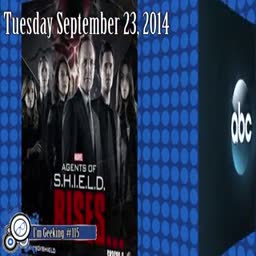 Tuesday September 23, 2014
MARVEL
AGENTS OF
S.H.I.E.L.D.
RISES...
abc
I'm Geeking #115